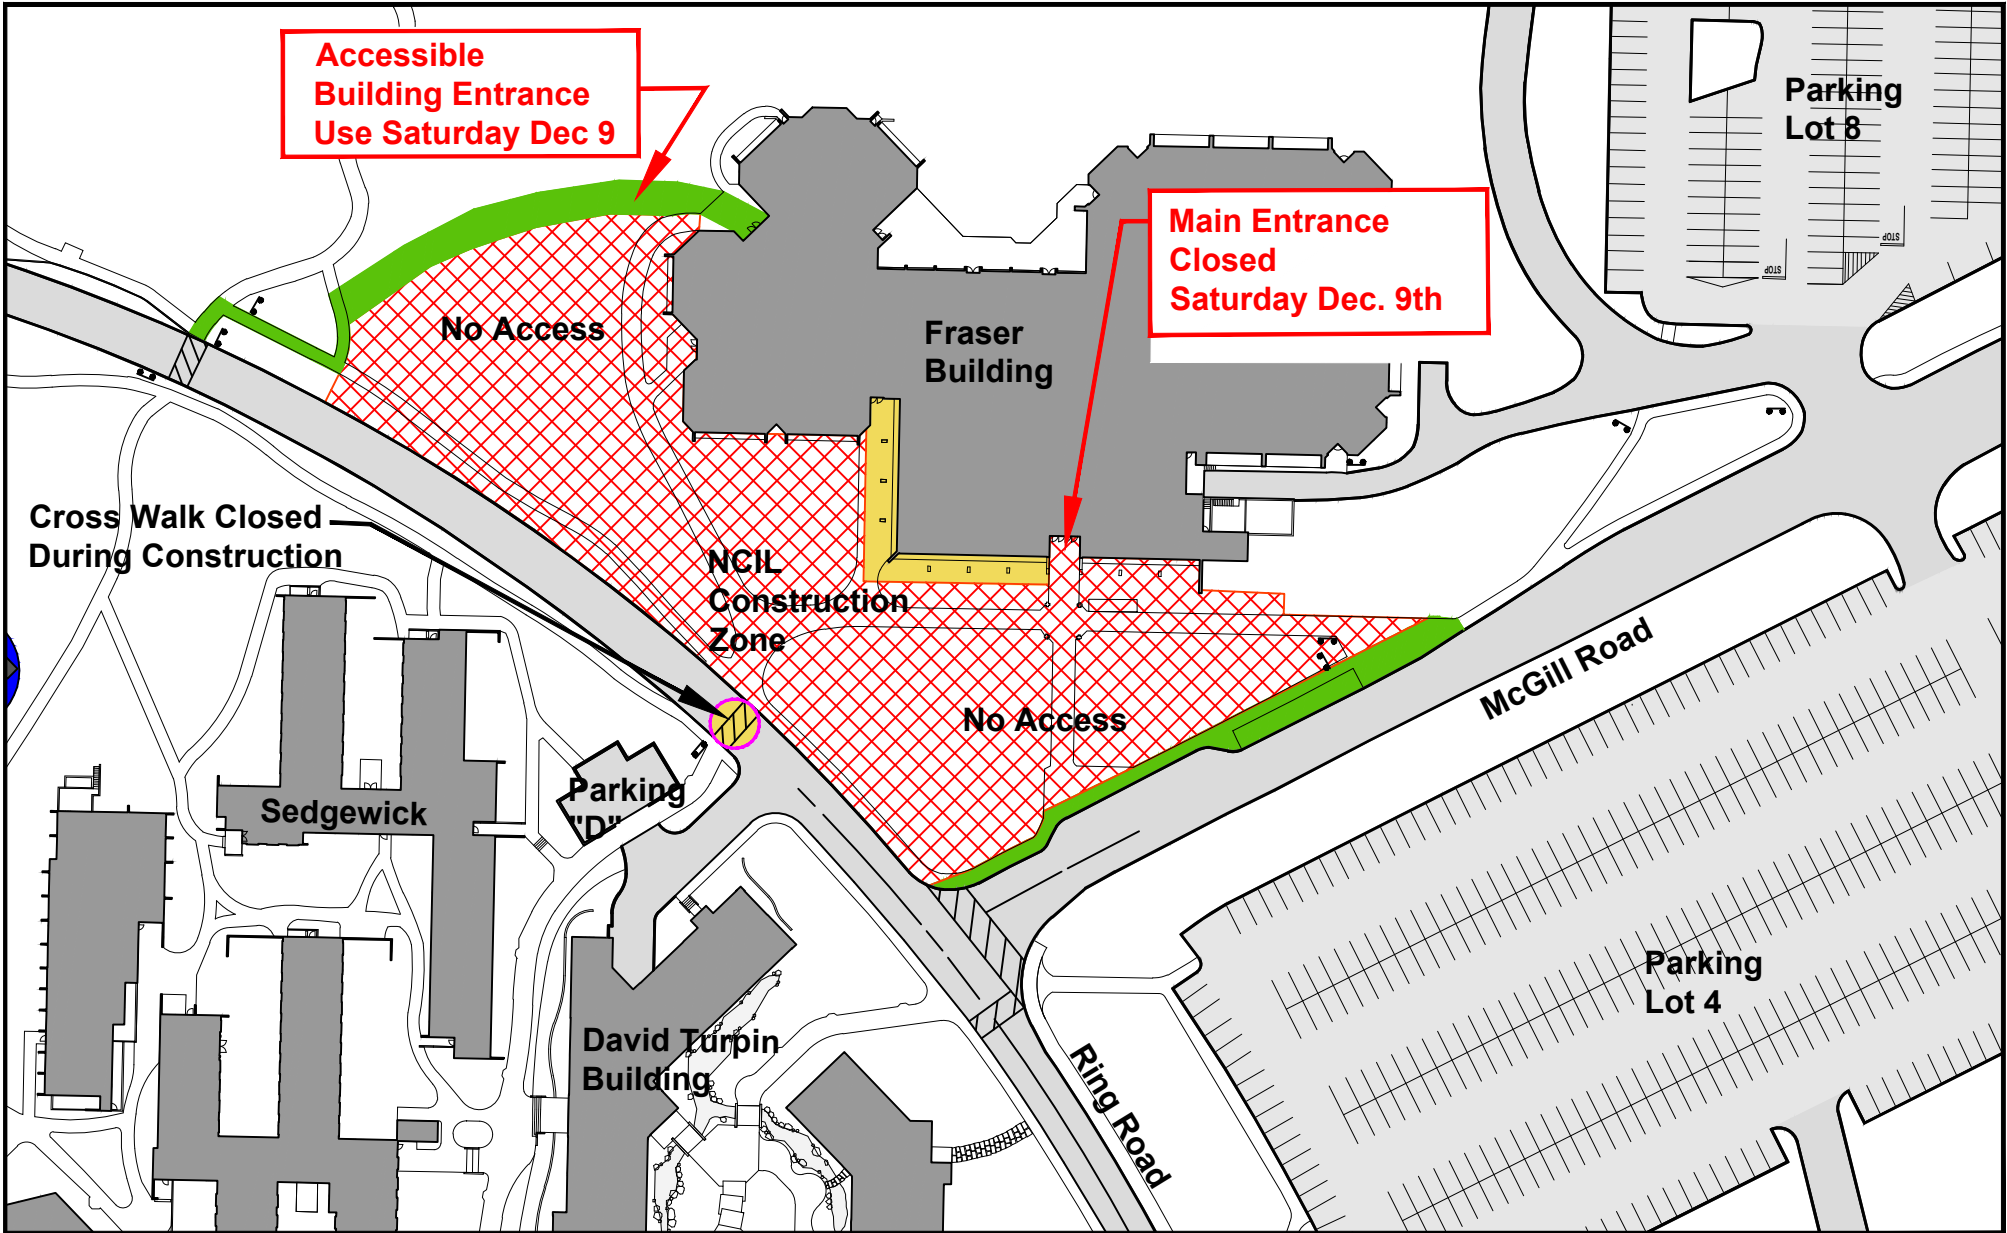 Accessible
Building Entrance
Use Saturday Dec 9
Parking
Lot 8
STOP
STOP
Main Entrance
Closed
Saturday Dec. 9th
No Access
Fraser
Building
Cross Walk Closed
During Construction
NCIL
Construction
Zone
McGill Road
No Access
Parking
"D"
Sedgewick
Parking
Lot 4
David Turpin
Building
Ring Road